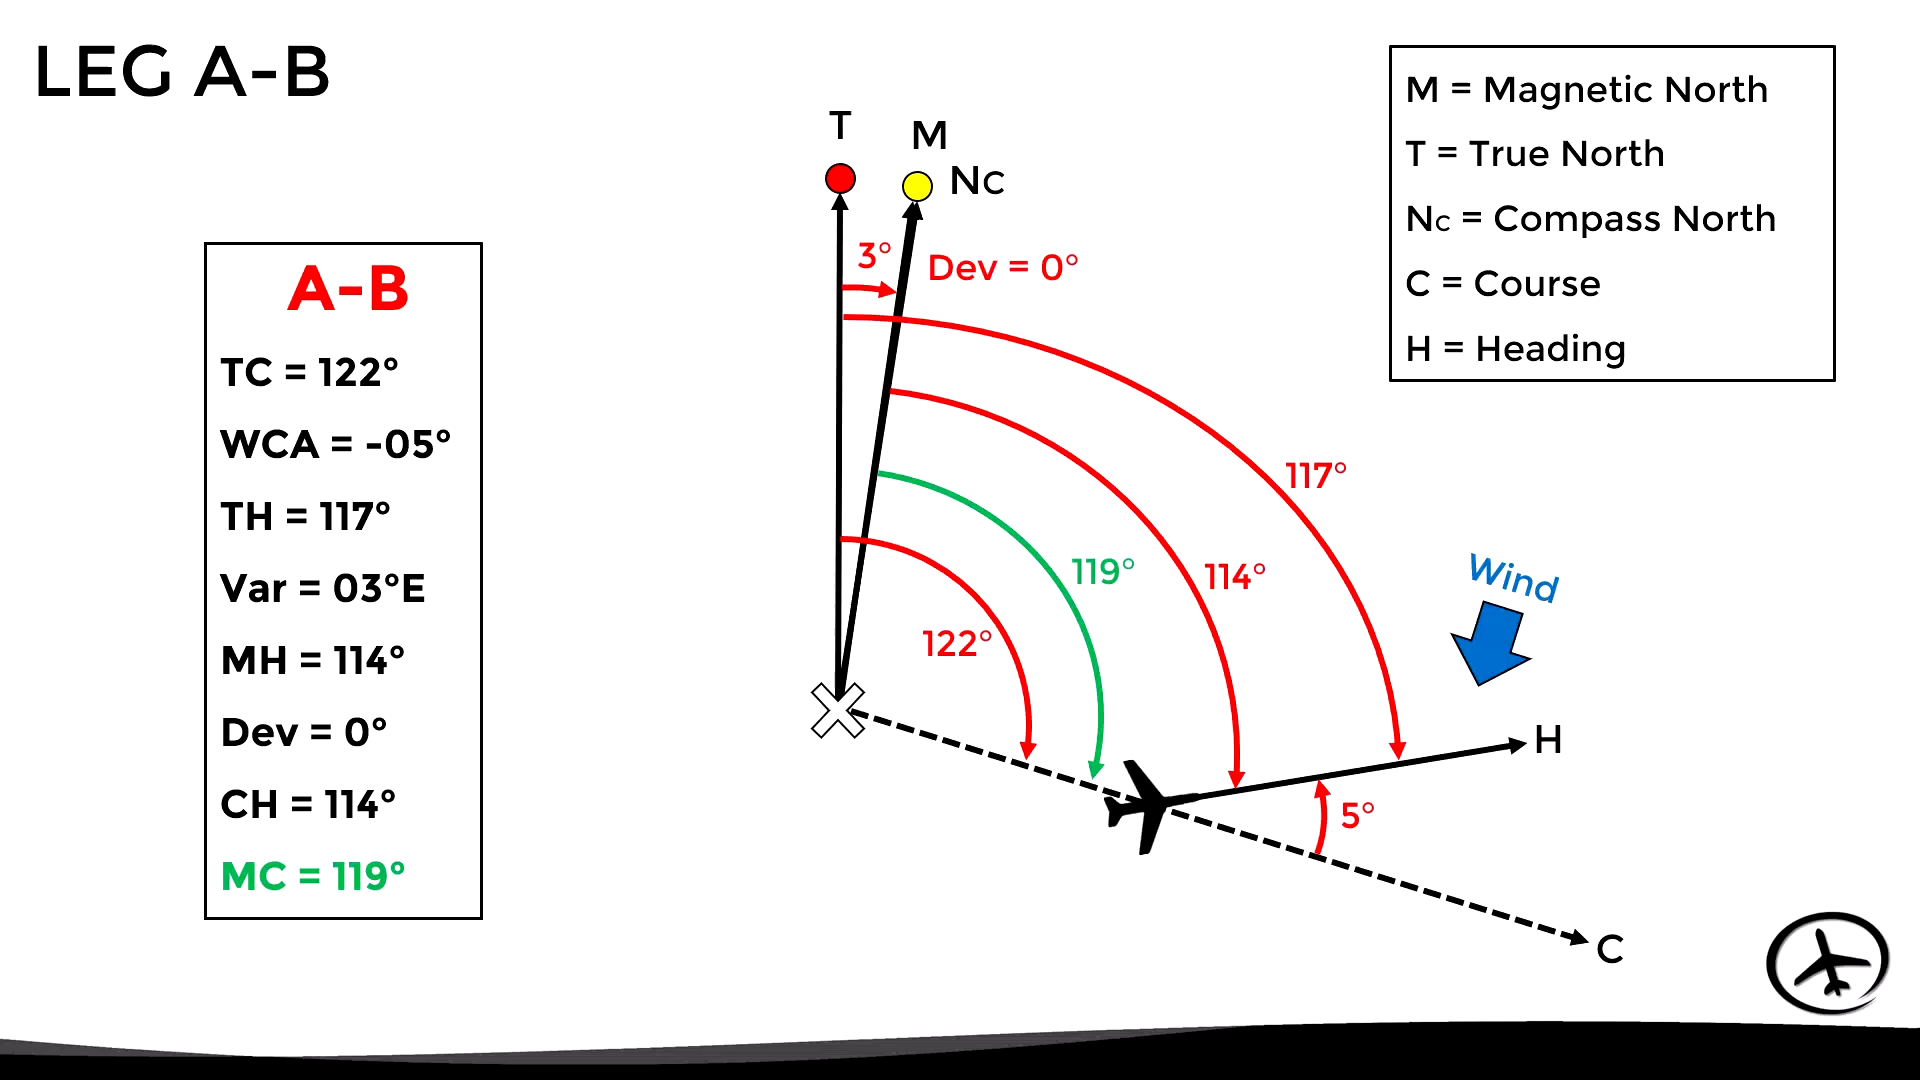 LEG A-B
M = Magnetic North
T = True North
Nc = Compass North
C = Course
H = Heading
A-B
TC = 122°
WCA = -05°
TH = 117°
Var = 03°E
MH = 114°
Dev = 0°
CH = 114°
MC = 119°
T
M
Nc
3°
Dev = 0°
117°
119°
114°
122°
Wind
H
5°
C